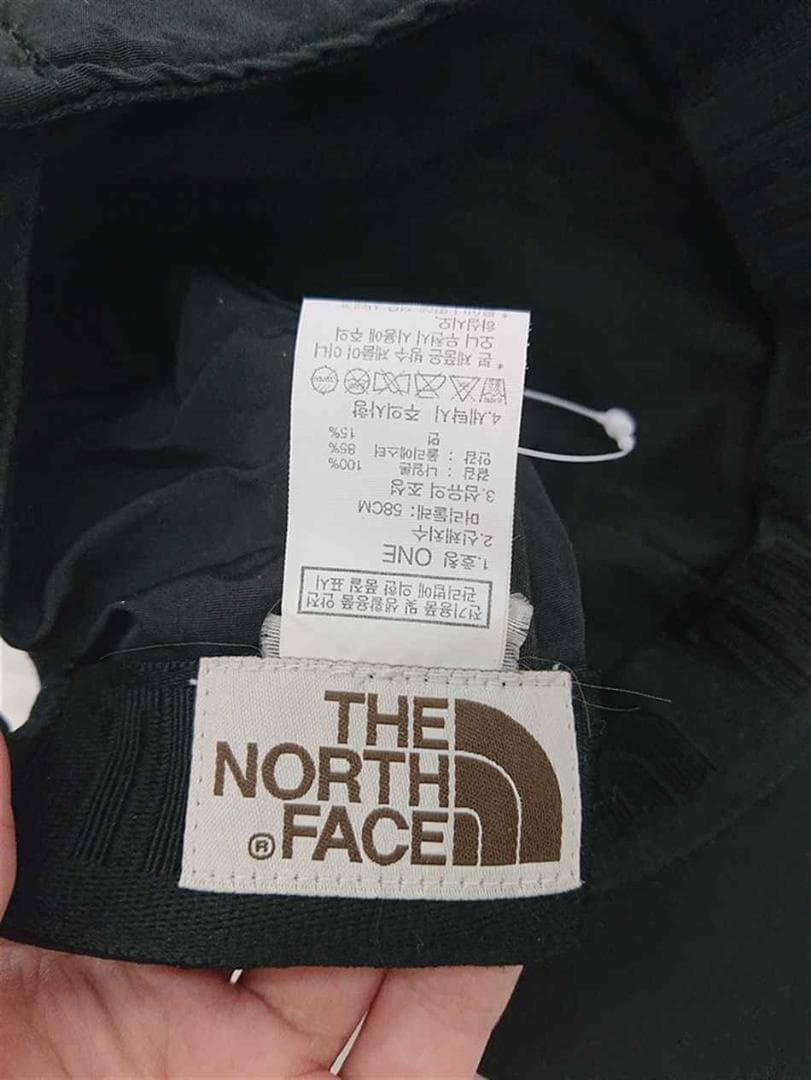 전기용품 및 생활용품 안전
관리법에 의한 품질 표시
1.호칭 ONE
2.신체치수
머리둘레: 58CM
3.섬유의 조성
겉감 : 나일론 100%
안감 : 폴리에스터 85%
면 15%
4.세탁시 주의사항
* 본 제품은 방수 제품이 아니
오니 우천시 사용에 주의
하십시오.
THE
NORTH
® FACE